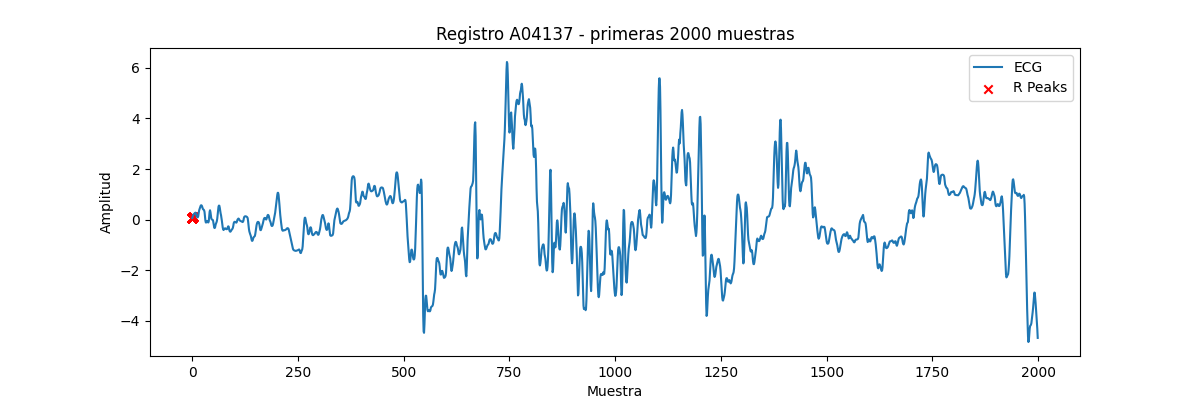 Registro A04137 - primeras 2000 muestras
ECG
R Peaks
Amplitud
6
4
2
0
−2
−4
0 250 500 750 1000 1250 1500 1750 2000
Muestra